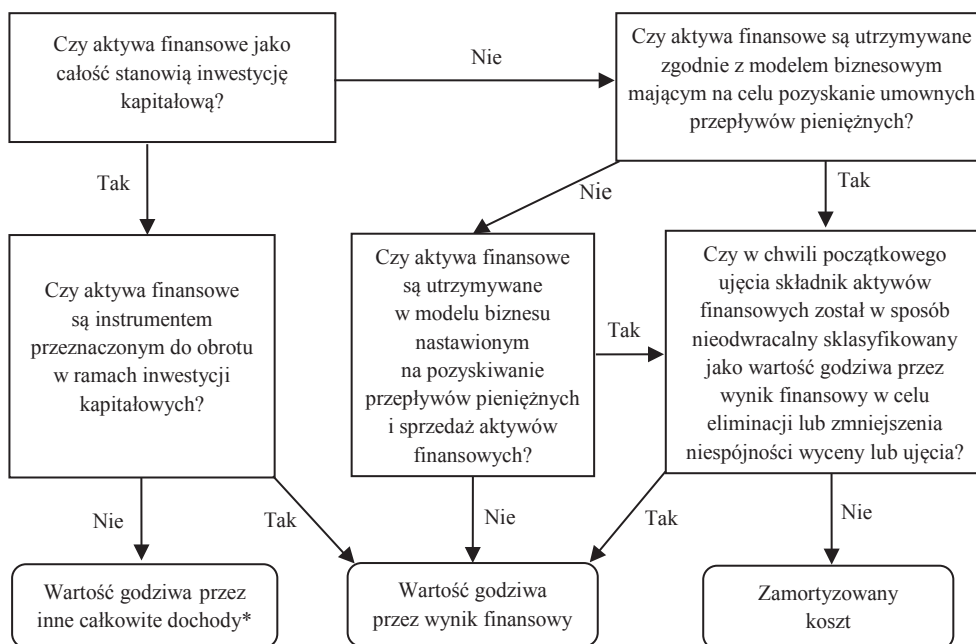 Czy aktywa finansowe jako
całość stanowią inwestycję
kapitałową?
Nie
Czy aktywa finansowe są utrzymywane
zgodnie z modelem biznesowym
mającym na celu pozyskanie umownych
przepływów pieniężnych?
Tak
Nie
Tak
Czy aktywa finansowe
są instrumentem
przeznaczonym do obrotu
w ramach inwestycji
kapitałowych?
Czy aktywa finansowe
są utrzymywane
w modelu biznesu
nastawionym
na pozyskiwanie
przepływów pieniężnych
i sprzedaż aktywów
finansowych?
Tak
Czy w chwili początkowego
ujęcia składnik aktywów
finansowych został w sposób
nieodwracalny sklasyfikowany
jako wartość godziwa przez
wynik finansowy w celu
eliminacji lub zmniejszenia
niespójności wyceny lub ujęcia?
Nie
Tak
Nie
Tak
Nie
Wartość godziwa przez
inne całkowite dochody*
Wartość godziwa
przez wynik finansowy
Zamortyzowany
koszt